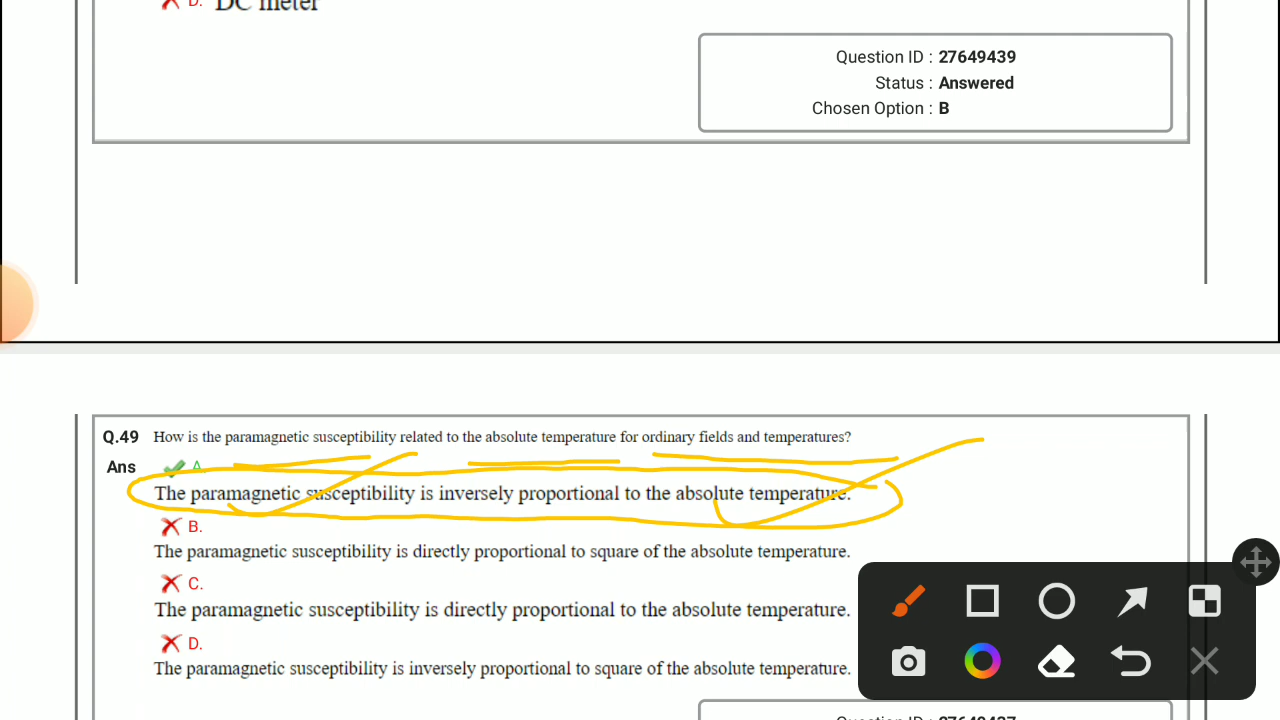 D. DC meter
Question ID : 27649439
Status : Answered
Chosen Option : B
Q.49 How is the paramagnetic susceptibility related to the absolute temperature for ordinary fields and temperatures?
Ans A.
The paramagnetic susceptibility is inversely proportional to the absolute temperature.
B.
The paramagnetic susceptibility is directly proportional to square of the absolute temperature.
C.
The paramagnetic susceptibility is directly proportional to the absolute temperature.
D.
The paramagnetic susceptibility is inversely proportional to square of the absolute temperature.